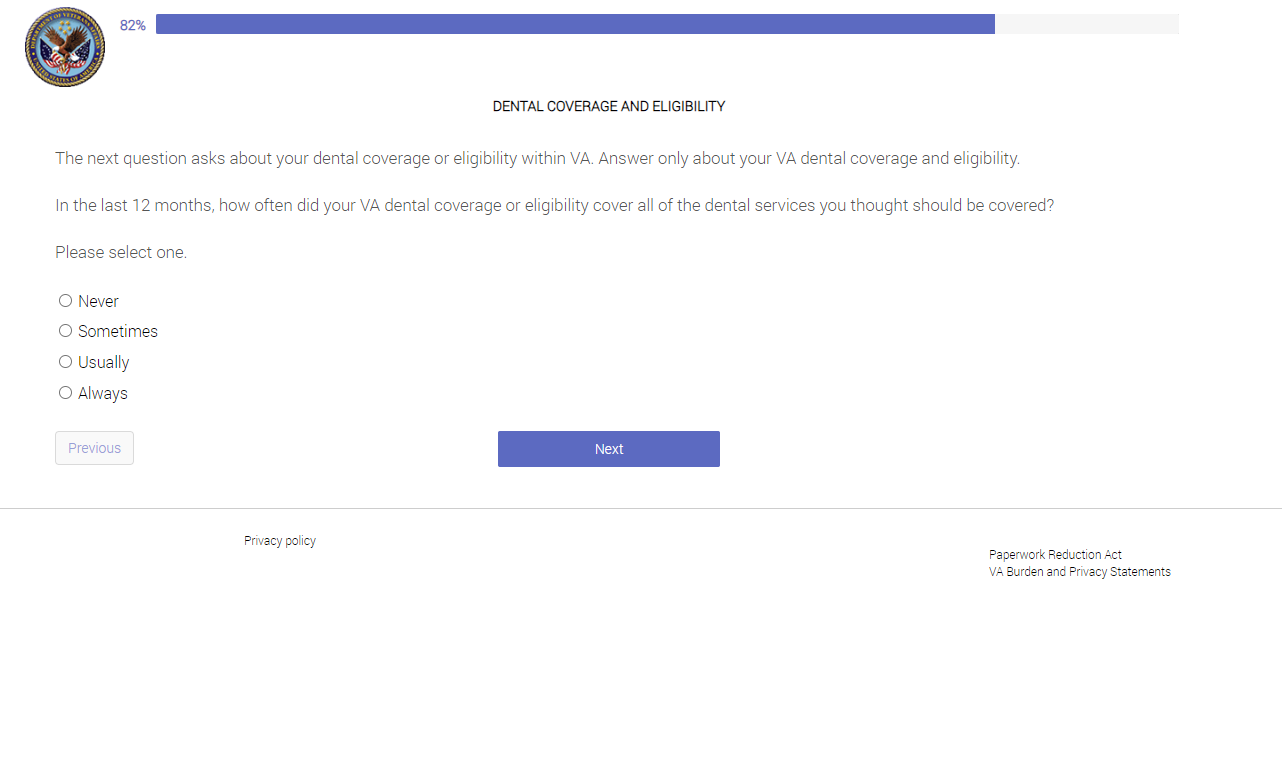 82%
DENTAL COVERAGE AND ELIGIBILITY
The next question asks about your dental coverage or eligibility within VA. Answer only about your VA dental coverage and eligibility.
In the last 12 months, how often did your VA dental coverage or eligibility cover all of the dental services you thought should be covered?
Please select one.
Never
Sometimes
Usually
Always
Previous
Next
Privacy policy
Paperwork Reduction Act
VA Burden and Privacy Statements